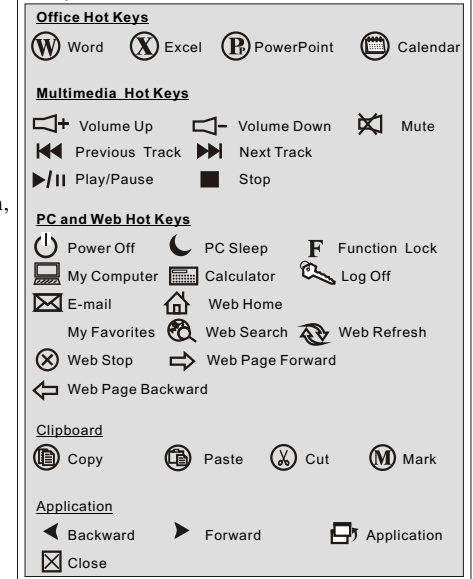 Office Hot Keys
W Word X Excel P PowerPoint Calendar
Multimedia Hot Keys
+ Volume Up - Volume Down Mute
Previous Track Next Track
/ Play/Pause Stop
,
PC and Web Hot Keys
Power Off PC Sleep F Function Lock
My Computer Calculator Log Off
E-mail Web Home
My Favorites Web Search Web Refresh
Web Stop Web Page Forward
Web Page Backward
Clipboard
Copy Paste Cut M Mark
Application
Backward Forward Application
Close